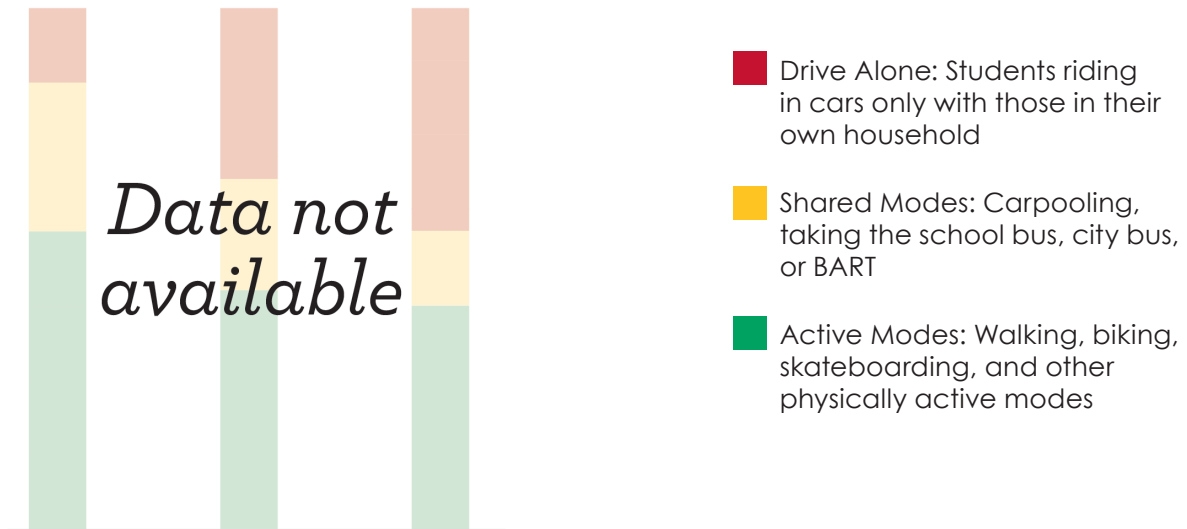 Data not
available
Drive Alone: Students riding
in cars only with those in their
own household
Shared Modes: Carpooling,
taking the school bus, city bus,
or BART
Active Modes: Walking, biking,
skateboarding, and other
physically active modes